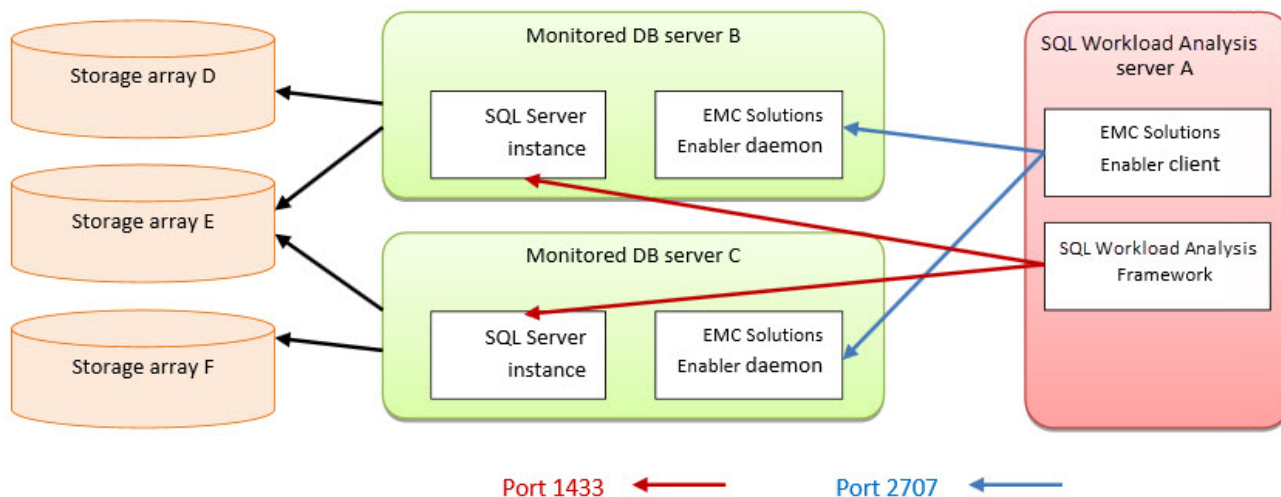 Storage array D
Storage array E
Storage array F
Monitored DB server B
SQL Server
instance
EMC Solutions
Enabler daemon
Monitored DB server C
SQL Server
instance
EMC Solutions
Enabler daemon
SQL Workload Analysis
server A
EMC Solutions
Enabler client
SQL Workload Analysis
Framework
Port 1433
Port 2707